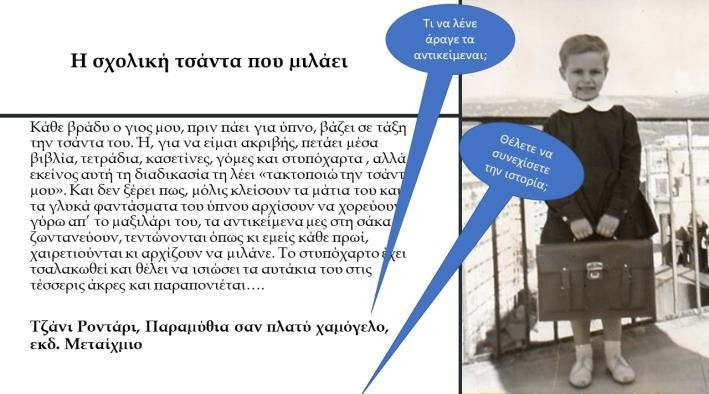 Η σχολική τσάντα που μιλάει
Τι να λένε
άραγε τα
αντικείμεναι;
Θέλετε να
συνεχίσετε
την ιστορία;
Κάθε βράδυ ο γιος μου, πριν πάει για ύπνο, βάζει σε τάξη
την τσάντα του. Ή, για να είμαι ακριβής, πετάει μέσα
βιβλία, τετράδια, κασετίνες, γόμες και στυπόχαρτα , αλλά
εκείνος αυτή τη διαδικασία τη λέει «τακτοποιώ την τσάντ
μου». Και δεν ξέρει πως, μόλις κλείσουν τα μάτια του και
τα γλυκά φαντάσματα του ύπνου αρχίσουν να χορεύουν
γύρω απ’ το μαξιλάρι του, τα αντικείμενα μες στη σάκα
ζωντανεύουν, τεντώνονται όπως κι εμείς κάθε πρωί,
χαιρετιούνται κι αρχίζουν να μιλάνε. Το στυπόχαρτο έχει
τσαλακωθεί και θέλει να ισιώσει τα αυτάκια του στις
τέσσερις άκρες και παραπονιέται….
Τζάνι Ροντάρι, Παραμύθια σαν πλατύ χαμόγελο,
εκδ. Μεταίχμιο